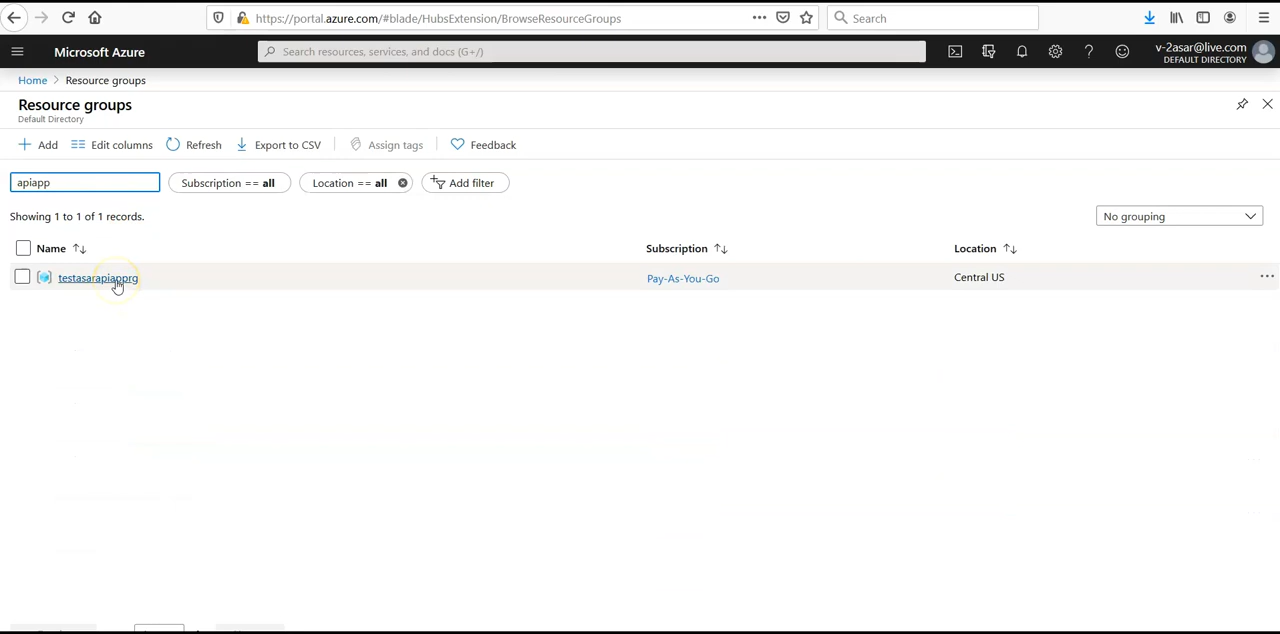 https://portal.azure.com/#blade/HubsExtension/BrowseResourceGroups
Search
Microsoft Azure
Search resources, services, and docs (G+/)
v-2asar@live.com
DEFAULT DIRECTORY
Home > Resource groups
Resource groups
Default Directory
Add Edit columns Refresh Export to CSV Assign tags Feedback
apiapp Subscription == all Location == all Add filter
Showing 1 to 1 of 1 records.
No grouping
Name Subscription Location
testasarapiapprg Pay-As-You-Go Central US